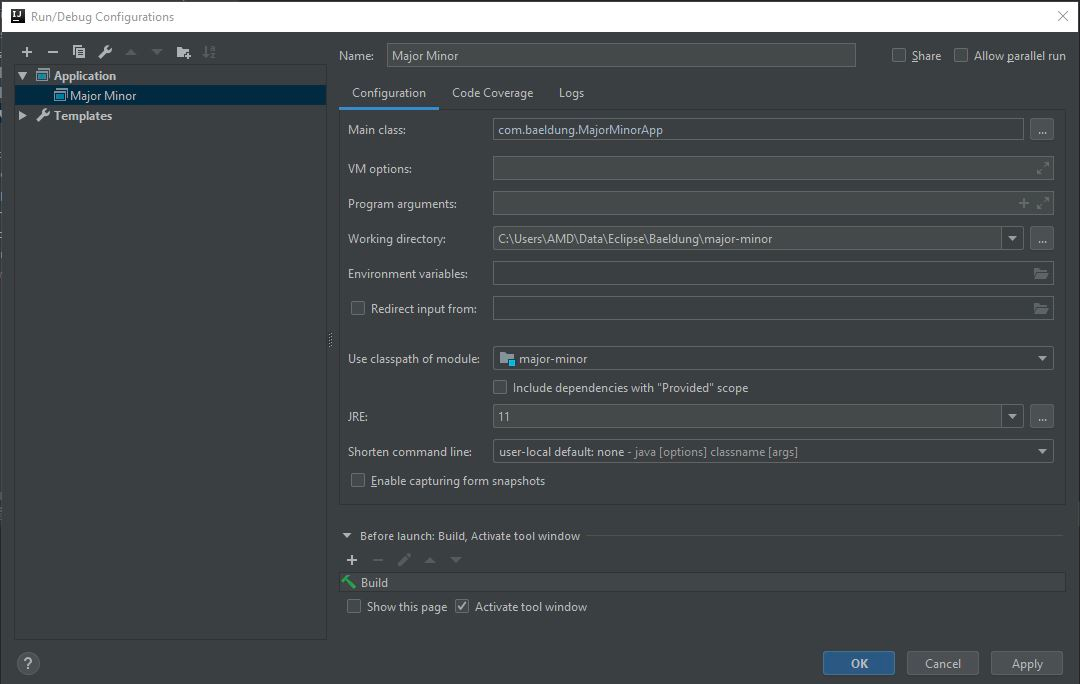 Run/Debug Configurations
Name: Major Minor Share Allow parallel run
Application
Major Minor
Templates
Configuration Code Coverage Logs
Main class: com.baeldung.MajorMinorApp ...
VM options:
Program arguments:
Working directory: C:\Users\AMD\Data\Eclipse\Baeldung\major-minor ...
Environment variables:
Redirect input from:
Use classpath of module: major-minor
Include dependencies with "Provided" scope
JRE: 11 ...
Shorten command line: user-local default: none - java [options] classname [args]
Enable capturing form snapshots
Before launch: Build, Activate tool window
Build
Show this page Activate tool window
? OK Cancel Apply